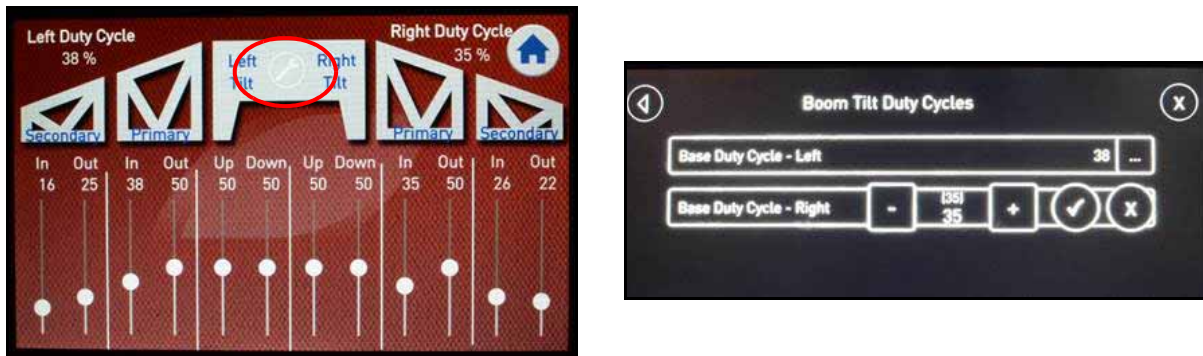 Left Duty Cycle
38 %
Right Duty Cycle
35 %
Left Tilt
Right Tilt
Secondary
Primary
Primary
Secondary
In Out In Out Up Down Up Down In Out In Out
16 25 38 50 50 50 50 50 35 50 26 22
Boom Tilt Duty Cycles
X
Base Duty Cycle - Left 38 ...
Base Duty Cycle - Right - [35] 35 + X